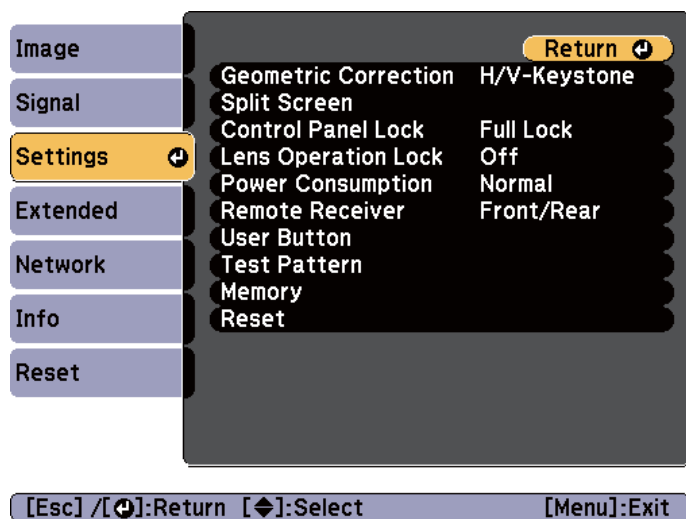 Image
Signal
Settings
Extended
Network
Info
Reset
Return
Geometric Correction H/V-Keystone
Split Screen
Control Panel Lock Full Lock
Lens Operation Lock Off
Power Consumption Normal
Remote Receiver Front/Rear
User Button
Test Pattern
Memory
Reset
[Esc] /[⏎]:Return [◆]:Select [Menu]:Exit